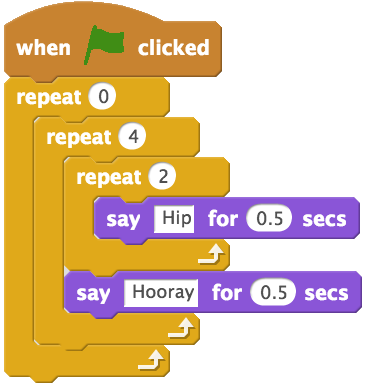 when clicked
repeat 0
repeat 4
repeat 2
say Hip for 0.5 secs
say Hooray for 0.5 secs